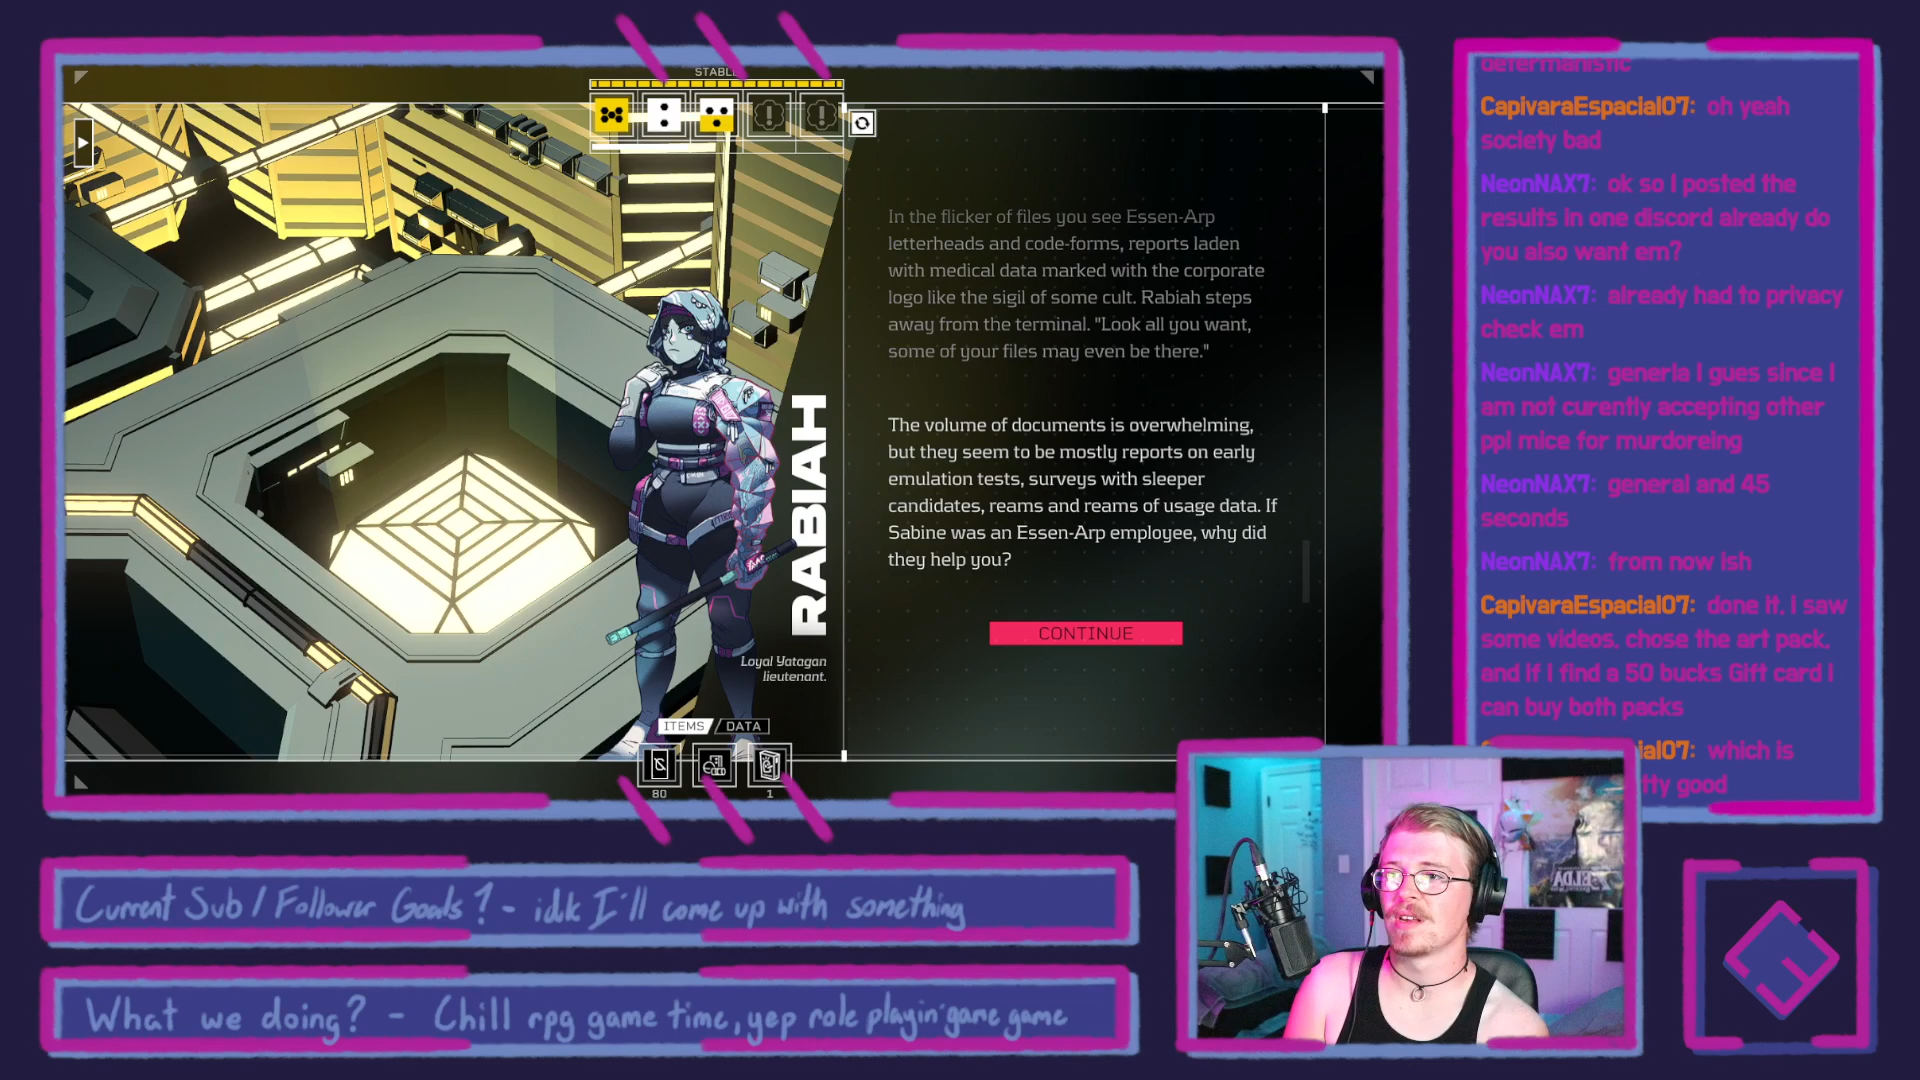 STABLE
In the flicker of files you see Essen-Arp
letterheads and code-forms, reports laden
with medical data marked with the corporate
logo like the sigil of some cult. Rabiah steps
away from the terminal. "Look all you want,
some of your files may even be there."
The volume of documents is overwhelming,
but they seem to be mostly reports on early
emulation tests, surveys with sleeper
candidates, reams and reams of usage data. If
Sabine was an Essen-Arp employee, why did
they help you?
CONTINUE
RABIAH
Loyal Yatagan
lieutenant.
ITEMS / DATA
80
1
determanistic
CapivaraEspacial07: oh yeah
society bad
NeonNAX7: ok so I posted the
results in one discord already do
you also want em?
NeonNAX7: already had to privacy
check em
NeonNAX7: generla I gues since I
am not curently accepting other
ppl mice for murdoreing
NeonNAX7: general and 45
seconds
NeonNAX7: from now ish
CapivaraEspacial07: done it. I saw
some videos, chose the art pack,
and if I find a 50 bucks Gift card I
can buy both packs
ial07: which is
tty good
ZELDA
Current Sub / Follower Goals? - idk I'll come up with something
What we doing? - Chill rpg game time, yep role playin' game game